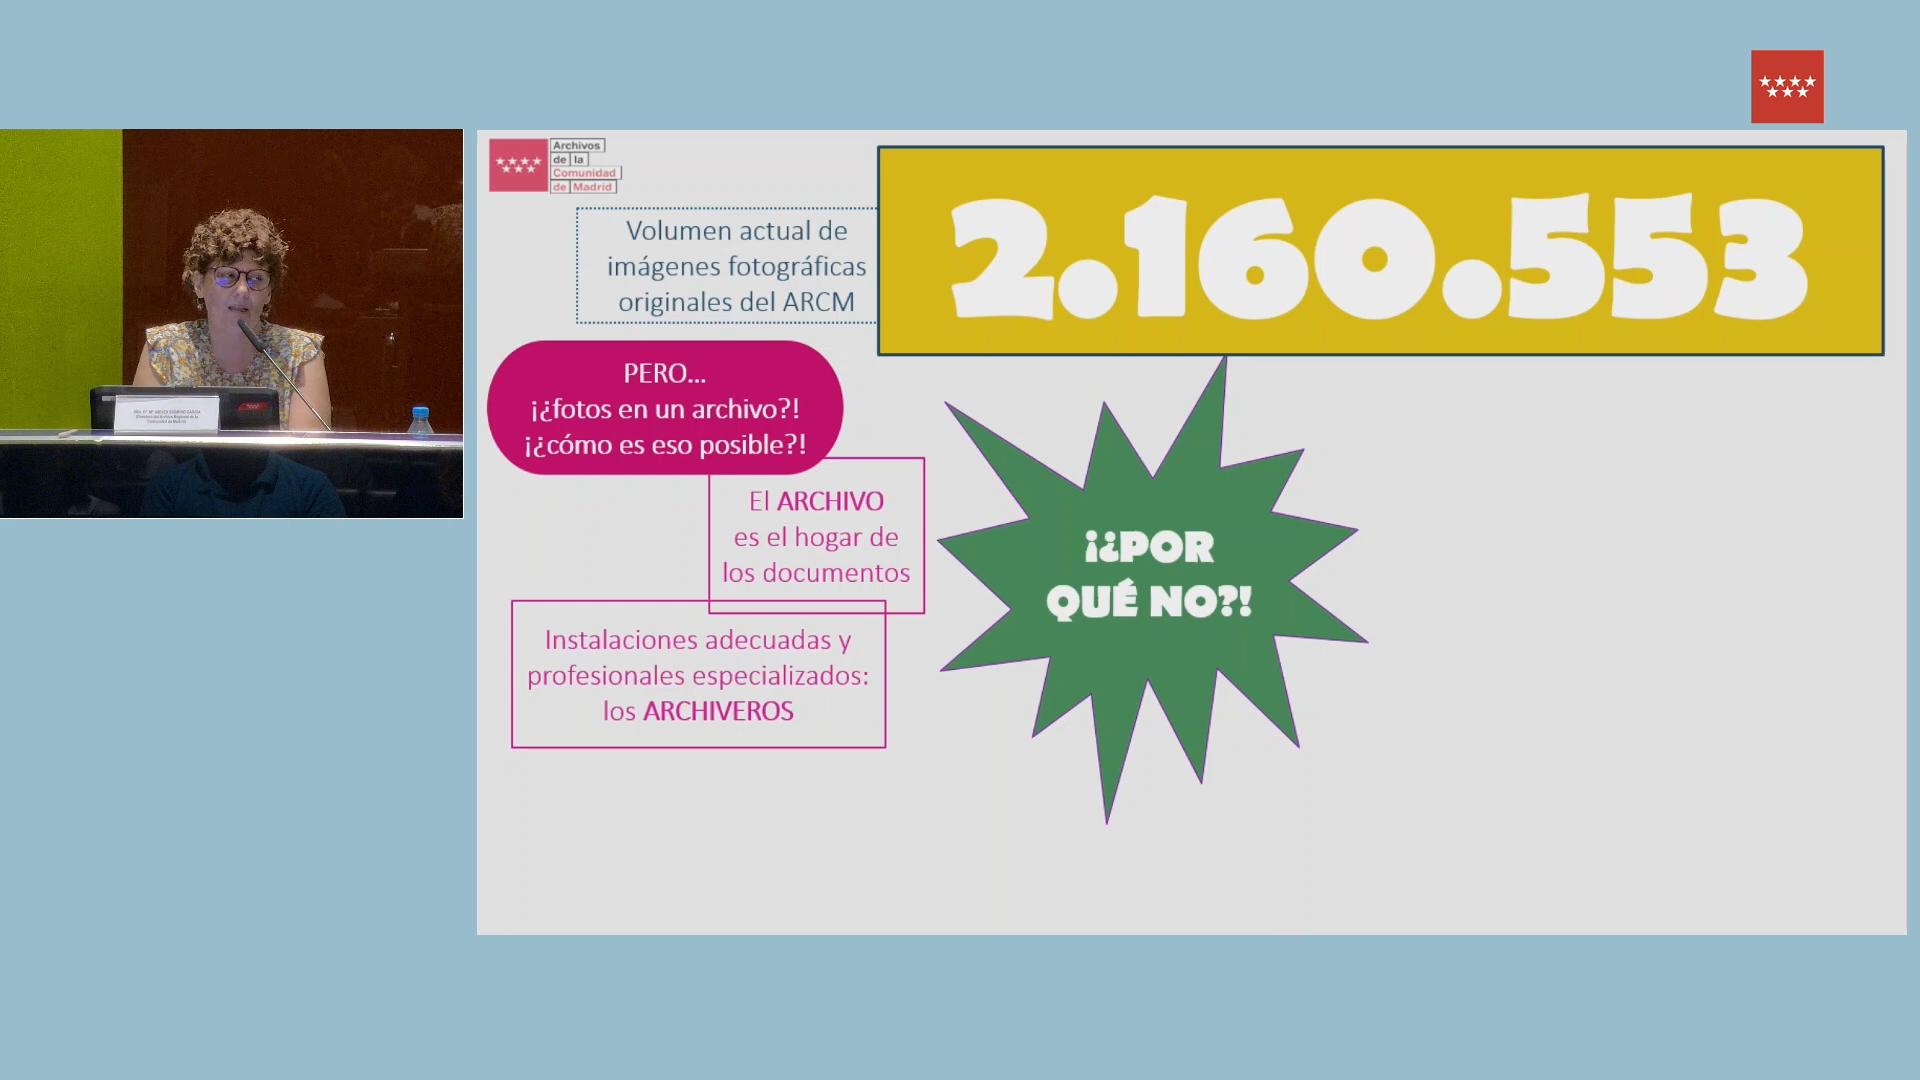 Archivos
de la
Comunidad
de Madrid
Volumen actual de
imágenes fotográficas
originales del ARCM
2.160.553
PERO...
¡¿fotos en un archivo?!
¡¿cómo es eso posible?!
El ARCHIVO
es el hogar de
los documentos
Instalaciones adecuadas y
profesionales especializados:
los ARCHIVEROS
¡¿POR
QUÉ NO?!